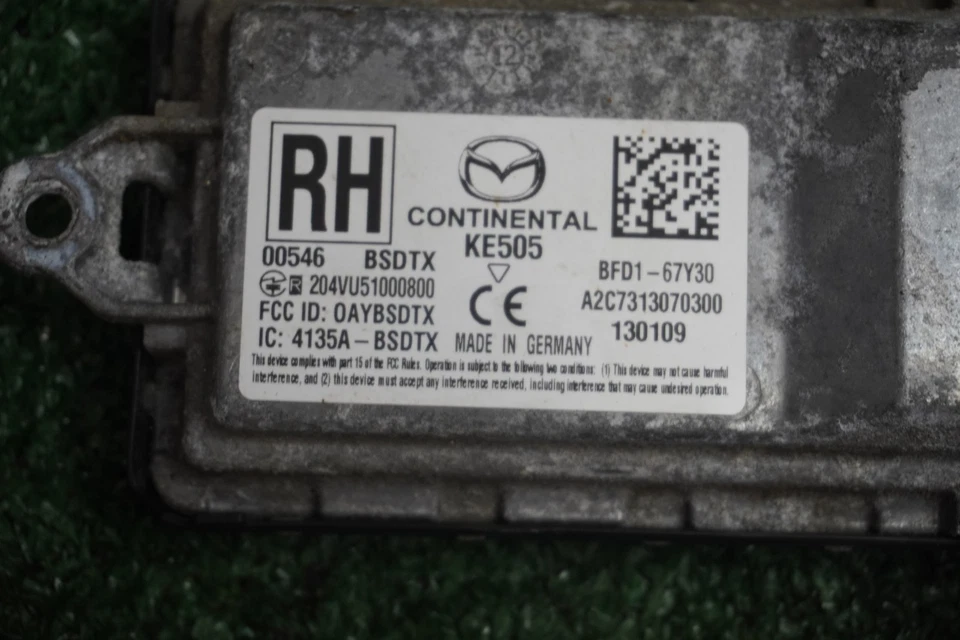 12
RH
CONTINENTAL
KE505
00546 BSDTX
R 204VU51000800
FCC ID: OAYBSDTX
IC: 4135A-BSDTX
CE
MADE IN GERMANY
BFD1-67Y30
A2C7313070300
130109
This device complies with part 15 of the FCC Rules. Operation is subject to the following two conditions: (1) This device may not cause harmful
interference, and (2) this device must accept any interference received, including interference that may cause undesired operation.